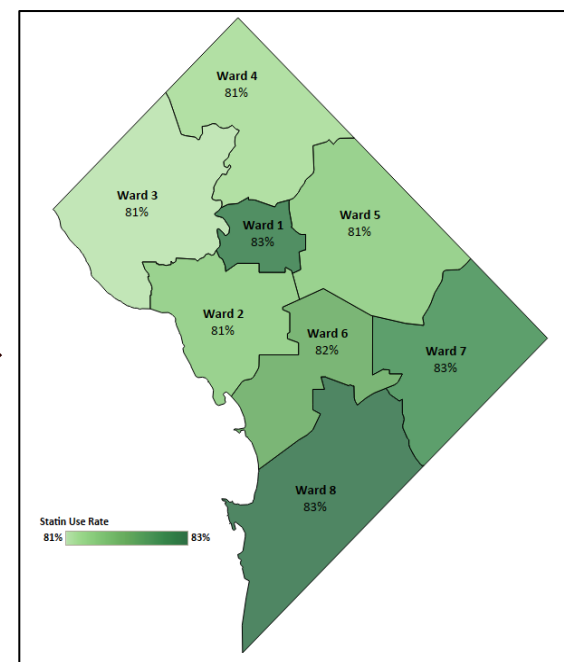 Ward 4
81%
Ward 3
81%
Ward 5
81%
Ward 1
83%
Ward 2
81%
Ward 6
82%
Ward 7
83%
Ward 8
83%
Statin Use Rate
81% 83%